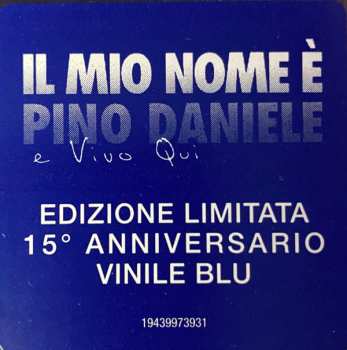 IL MIO NOME È
PINO DANIELE
e Vivo Qui
EDIZIONE LIMITATA
15° ANNIVERSARIO
VINILE BLU
19439973931